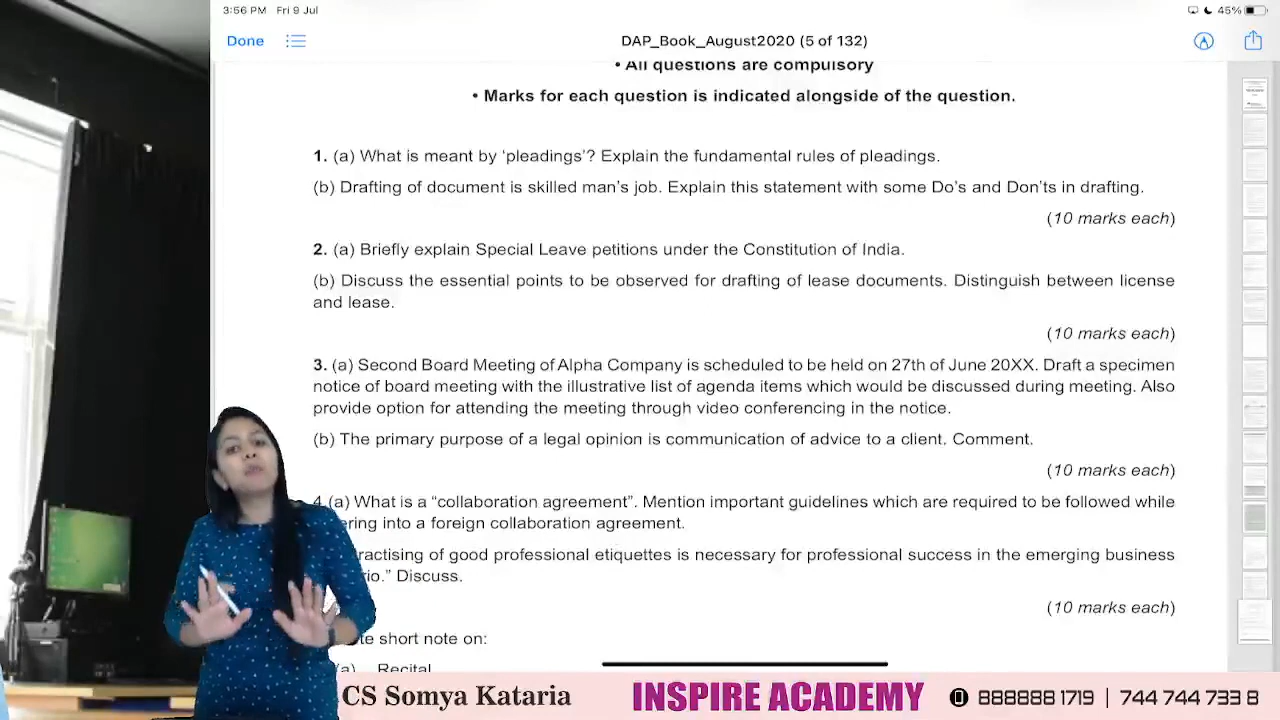 3:56 PM Fri 9 Jul
45%
Done
DAP_Book_August2020 (5 of 132)
• All questions are compulsory
• Marks for each question is indicated alongside of the question.
1. (a) What is meant by ‘pleadings’? Explain the fundamental rules of pleadings.
(b) Drafting of document is skilled man’s job. Explain this statement with some Do’s and Don’ts in drafting.
(10 marks each)
2. (a) Briefly explain Special Leave petitions under the Constitution of India.
(b) Discuss the essential points to be observed for drafting of lease documents. Distinguish between license
and lease.
(10 marks each)
3. (a) Second Board Meeting of Alpha Company is scheduled to be held on 27th of June 20XX. Draft a specimen
notice of board meeting with the illustrative list of agenda items which would be discussed during meeting. Also
provide option for attending the meeting through video conferencing in the notice.
(b) The primary purpose of a legal opinion is communication of advice to a client. Comment.
(10 marks each)
4 (a) What is a “collaboration agreement”. Mention important guidelines which are required to be followed while
ering into a foreign collaboration agreement.
ractising of good professional etiquettes is necessary for professional success in the emerging business
rio.” Discuss.
(10 marks each)
te short note on:
(a) Recital
CS Somya Kataria
INSPIRE ACADEMY
888888 1719 | 744 744 733 8